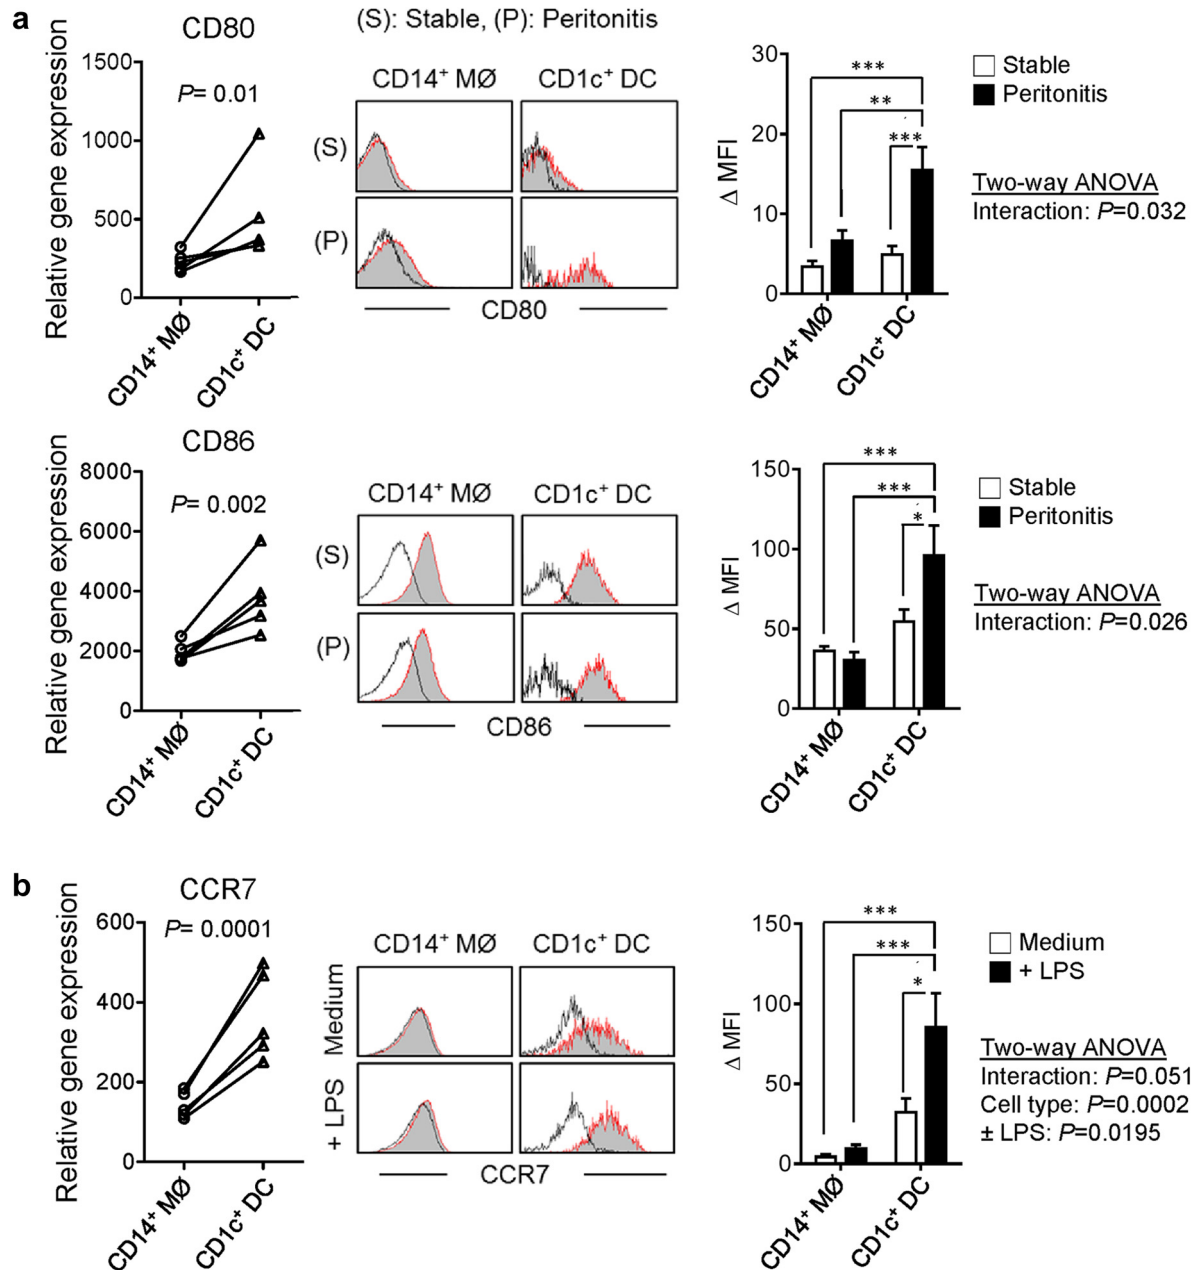 a
CD80
Relative gene expression
1500
1000
500
0
P= 0.01
CD14⁺ MØ
CD1c⁺ DC
(S): Stable, (P): Peritonitis
CD14⁺ MØ
CD1c⁺ DC
(S)
(P)
CD80
Δ MFI
30
20
10
0
***
**
***
CD14⁺ MØ
CD1c⁺ DC
Stable
Peritonitis
Two-way ANOVA
Interaction: P=0.032
CD86
Relative gene expression
8000
6000
4000
2000
0
P= 0.002
CD14⁺ MØ
CD1c⁺ DC
CD14⁺ MØ
CD1c⁺ DC
(S)
(P)
CD86
Δ MFI
150
100
50
0
***
***
*
CD14⁺ MØ
CD1c⁺ DC
Stable
Peritonitis
Two-way ANOVA
Interaction: P=0.026
b
CCR7
Relative gene expression
600
400
200
0
P= 0.0001
CD14⁺ MØ
CD1c⁺ DC
CD14⁺ MØ
CD1c⁺ DC
Medium
+ LPS
CCR7
Δ MFI
150
100
50
0
***
***
*
CD14⁺ MØ
CD1c⁺ DC
Medium
+ LPS
Two-way ANOVA
Interaction: P=0.051
Cell type: P=0.0002
± LPS: P=0.0195